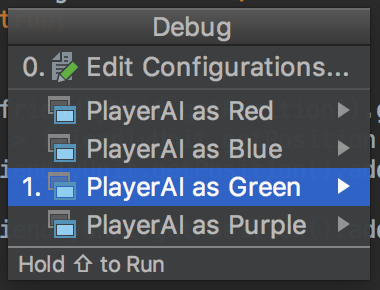 Debug
0. Edit Configurations...
PlayerAI as Red
PlayerAI as Blue
1. PlayerAI as Green
PlayerAI as Purple
Hold ⇧ to Run